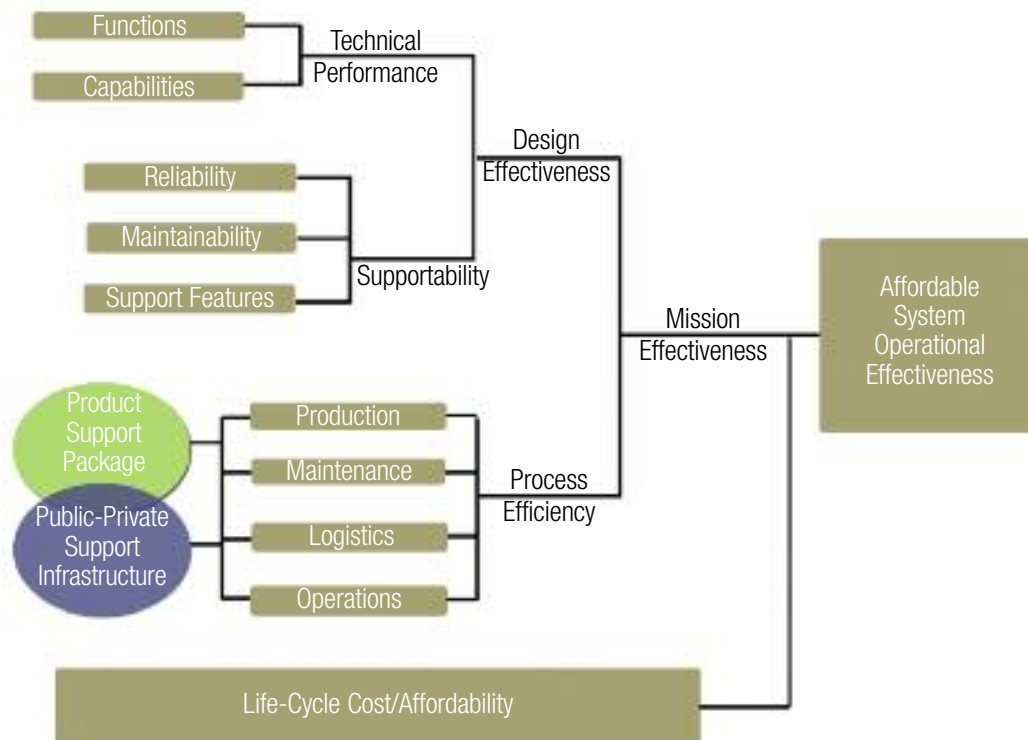 Functions
Capabilities
Technical
Performance
Reliability
Maintainability
Support Features
Supportability
Design
Effectiveness
Product
Support
Package
Public-Private
Support
Infrastructure
Production
Maintenance
Logistics
Operations
Process
Efficiency
Mission
Effectiveness
Affordable
System
Operational
Effectiveness
Life-Cycle Cost/Affordability